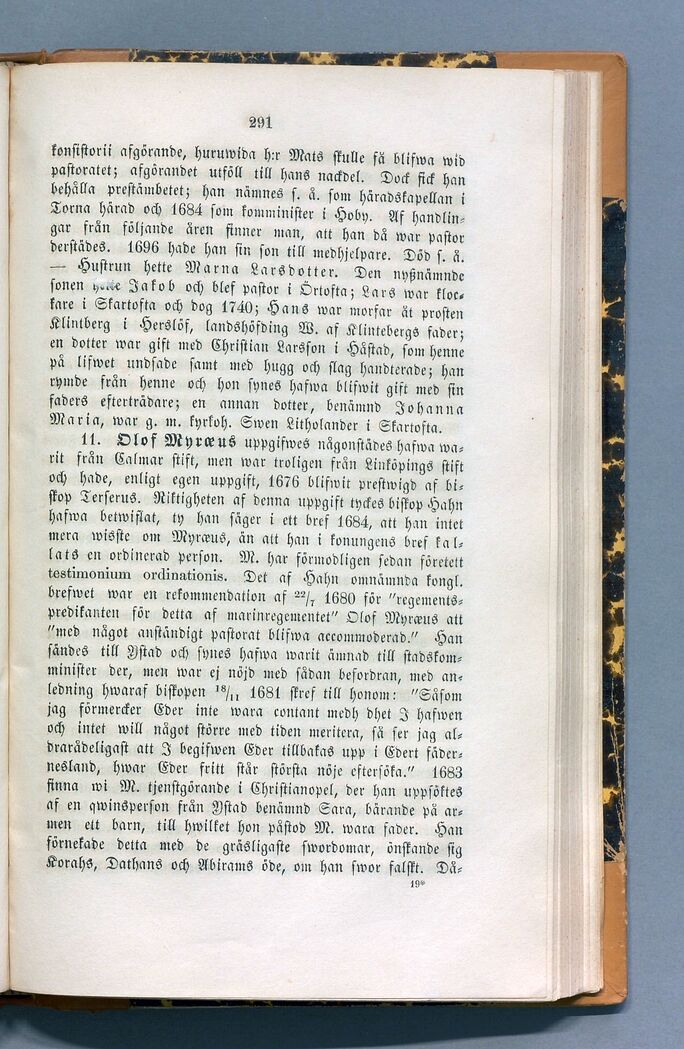 291
konsistorii afgörande, huruwida h:r Mats skulle få blifwa wid
pastoratet; afgörandet utföll till hans nackdel. Dock fick han
behålla prestämbetet; han nämnes s. å. som häradskapellan i
Torna härad och 1684 som komminister i Hoby. Af handlin-
gar från följande åren finner man, att han då war pastor
derstädes. 1696 hade han sin son till medhjelpare. Död s. å.
— Hustrun hette Marna Larsdotter. Den nyßnämnde
sonen hette Jakob och blef pastor i Örtofta; Lars war kloc-
kare i Skartofta och dog 1740; Hans war morfar åt prosten
Klintberg i Herslöf, landshöfding W. af Klintebergs fader;
en dotter war gift med Christian Larsson i Håstad, som henne
på lifwet undsade samt med hugg och slag handterade; han
rymde från henne och hon synes hafwa blifwit gift med sin
faders efterträdare; en annan dotter, benämnd Johanna
Maria, war g. m. kyrkoh. Swen Litholander i Skartofta.
11. Olof Myræus uppgifwes någonstädes hafwa wa-
rit från Calmar stift, men war troligen från Linköpings stift
och hade, enligt egen uppgift, 1676 blifwit prestwigd af bi-
skop Terserus. Riktigheten af denna uppgift tyckes biskop Hahn
hafwa betwiflat, ty han säger i ett bref 1684, att han intet
mera wisste om Myræus, än att han i konungens bref kal-
lats en ordinerad person. M. har förmodligen sedan företett
testimonium ordinationis. Det af Hahn omnämnda kongl.
brefwet war en rekommendation af 22/7 1680 för "regements-
predikanten för detta af marinregementet" Olof Myræus att
"med något anständigt pastorat blifwa accommoderad." Han
sändes till Ystad och synes hafwa warit ämnad till stadskom-
minister der, men war ej nöjd med sådan befordran, med an-
ledning hwaraf biskopen 18/11 1681 skref till honom: "Såsom
jag förmercker Eder inte wara contant medh dhet J hafwen
och intet will något större med tiden meritera, så ser jag al-
drarådeligast att J begifwen Eder tillbakas upp i Edert fäder-
nesland, hwar Eder fritt står största nöje eftersöka." 1683
finna wi M. tjenstgörande i Christianopel, der han uppsöktes
af en qwinsperson från Ystad benämnd Sara, bärande på ar-
men ett barn, till hwilket hon påstod M. wara fader. Han
förnekade detta med de gräsligaste swordomar, önskande sig
Korahs, Dathans och Abirams öde, om han swor falskt. Då-
19*